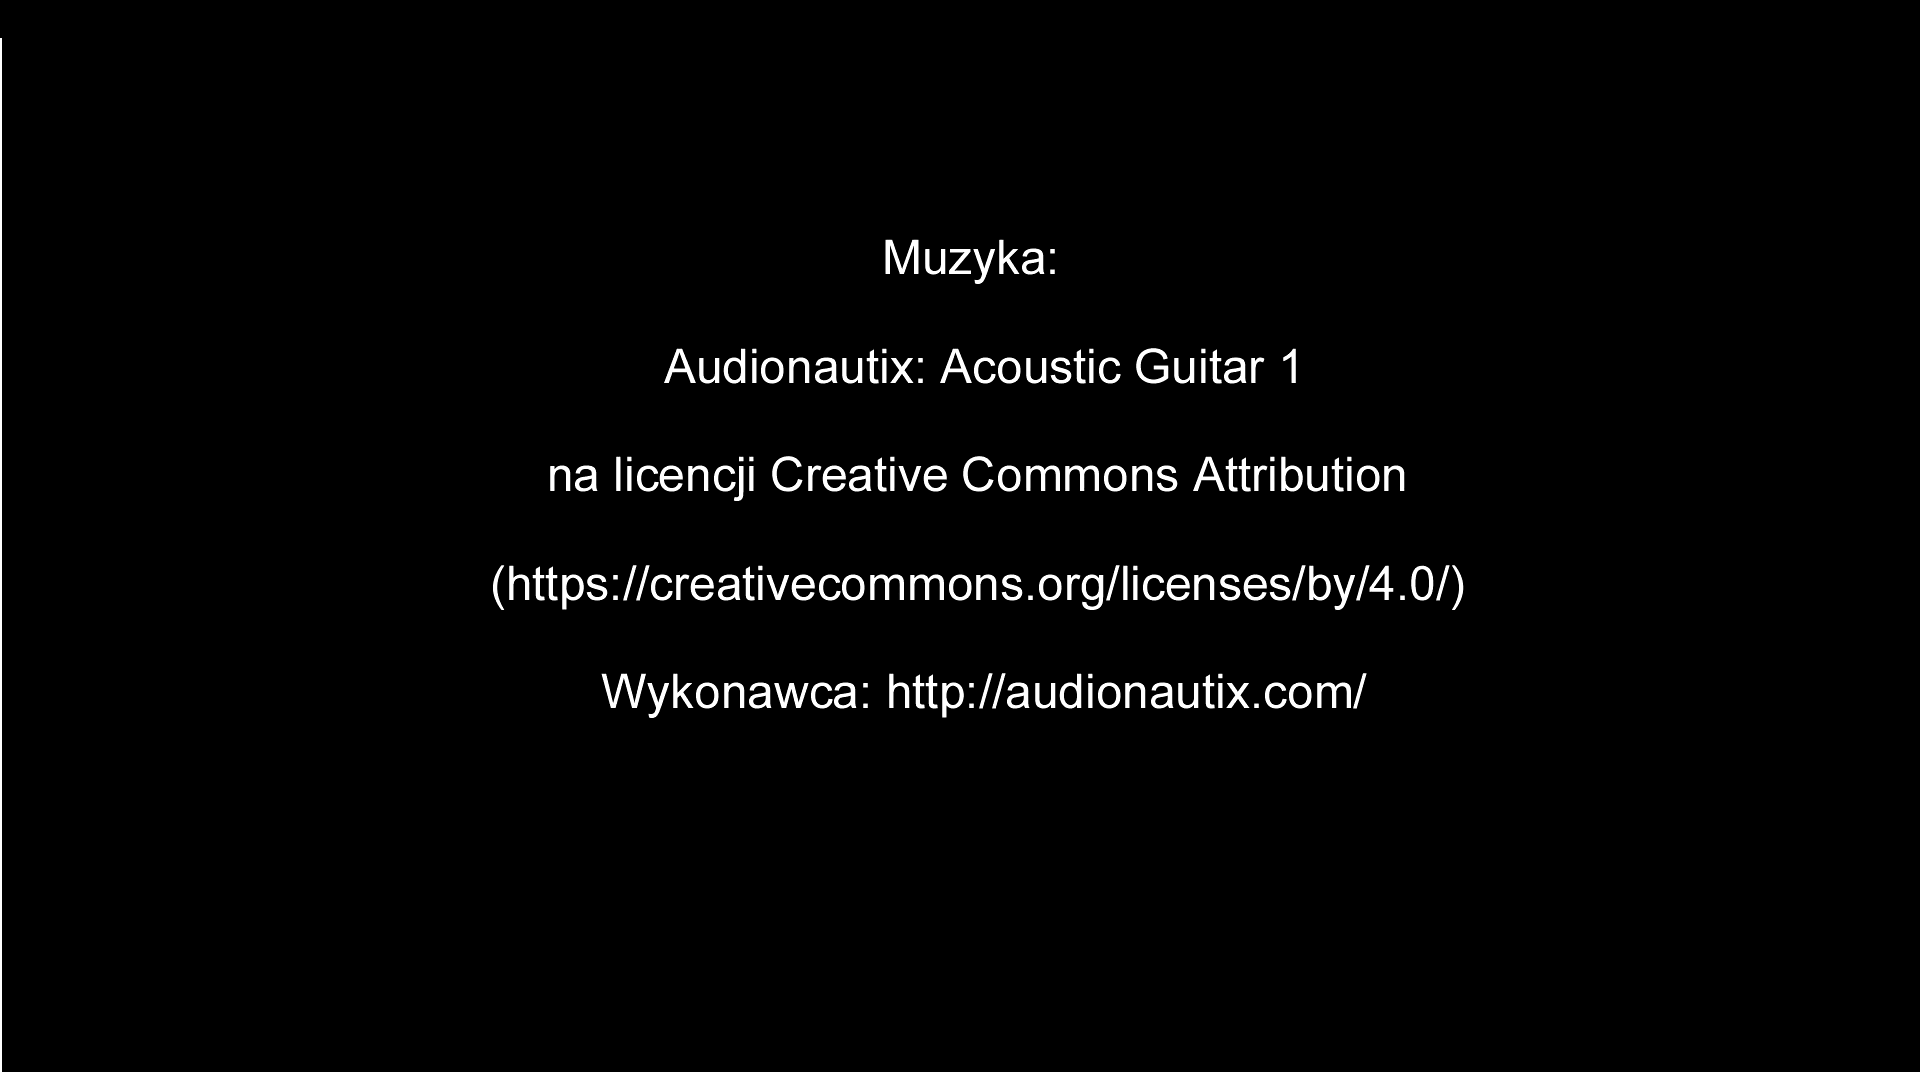 Muzyka:
Audionautix: Acoustic Guitar 1
na licencji Creative Commons Attribution
(https://creativecommons.org/licenses/by/4.0/)
Wykonawca: http://audionautix.com/